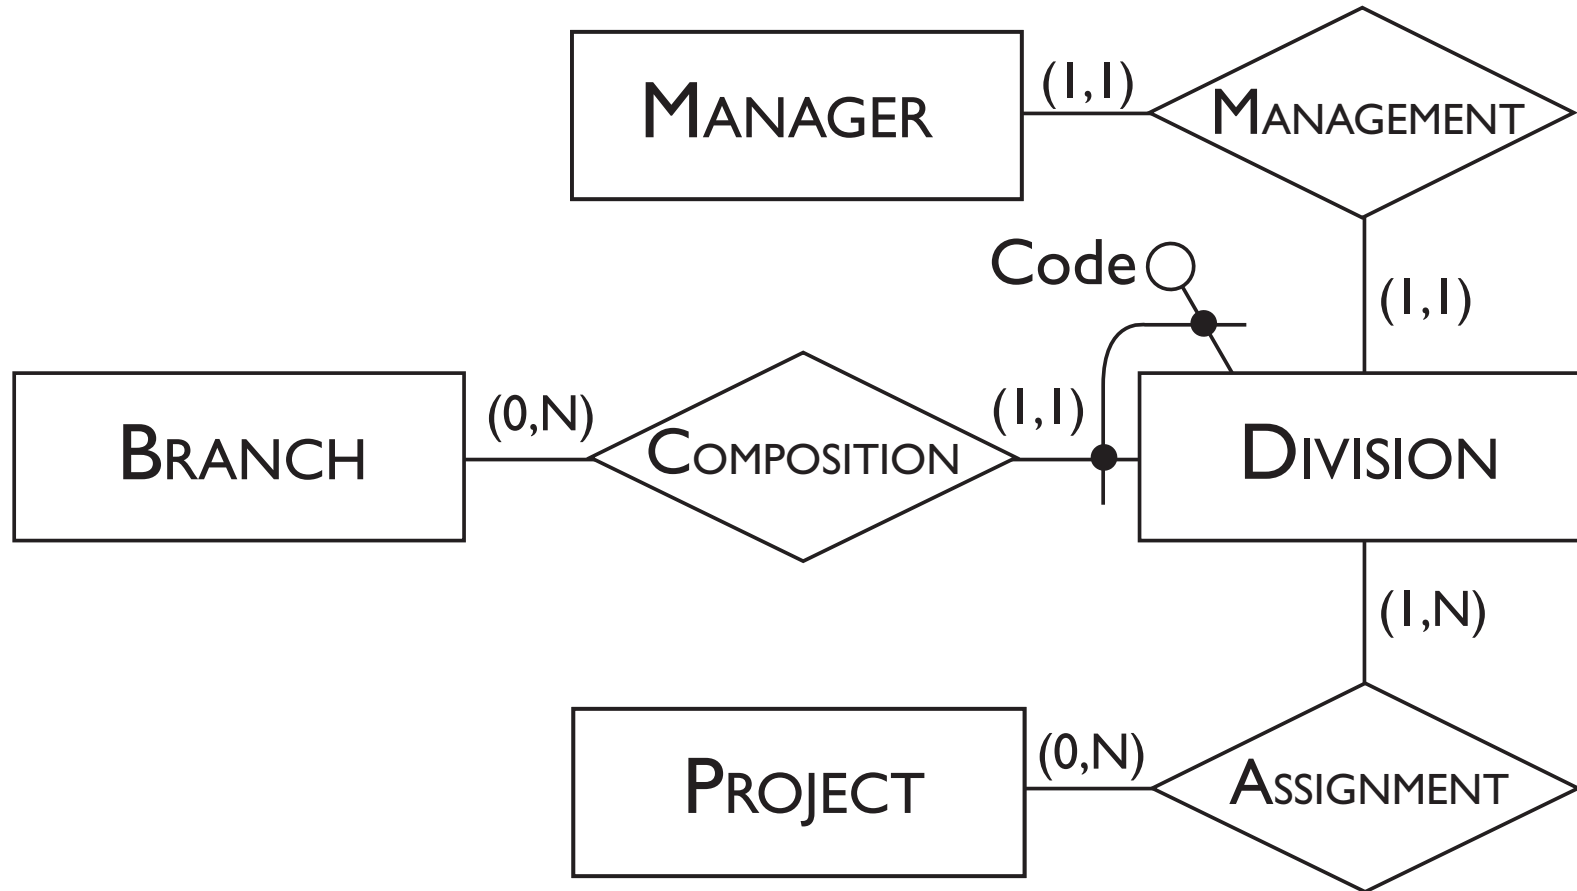 MANAGER
(1,1)
MANAGEMENT
Code
(1,1)
BRANCH
(0,N)
COMPOSITION
(1,1)
DIVISION
(1,N)
PROJECT
(0,N)
ASSIGNMENT